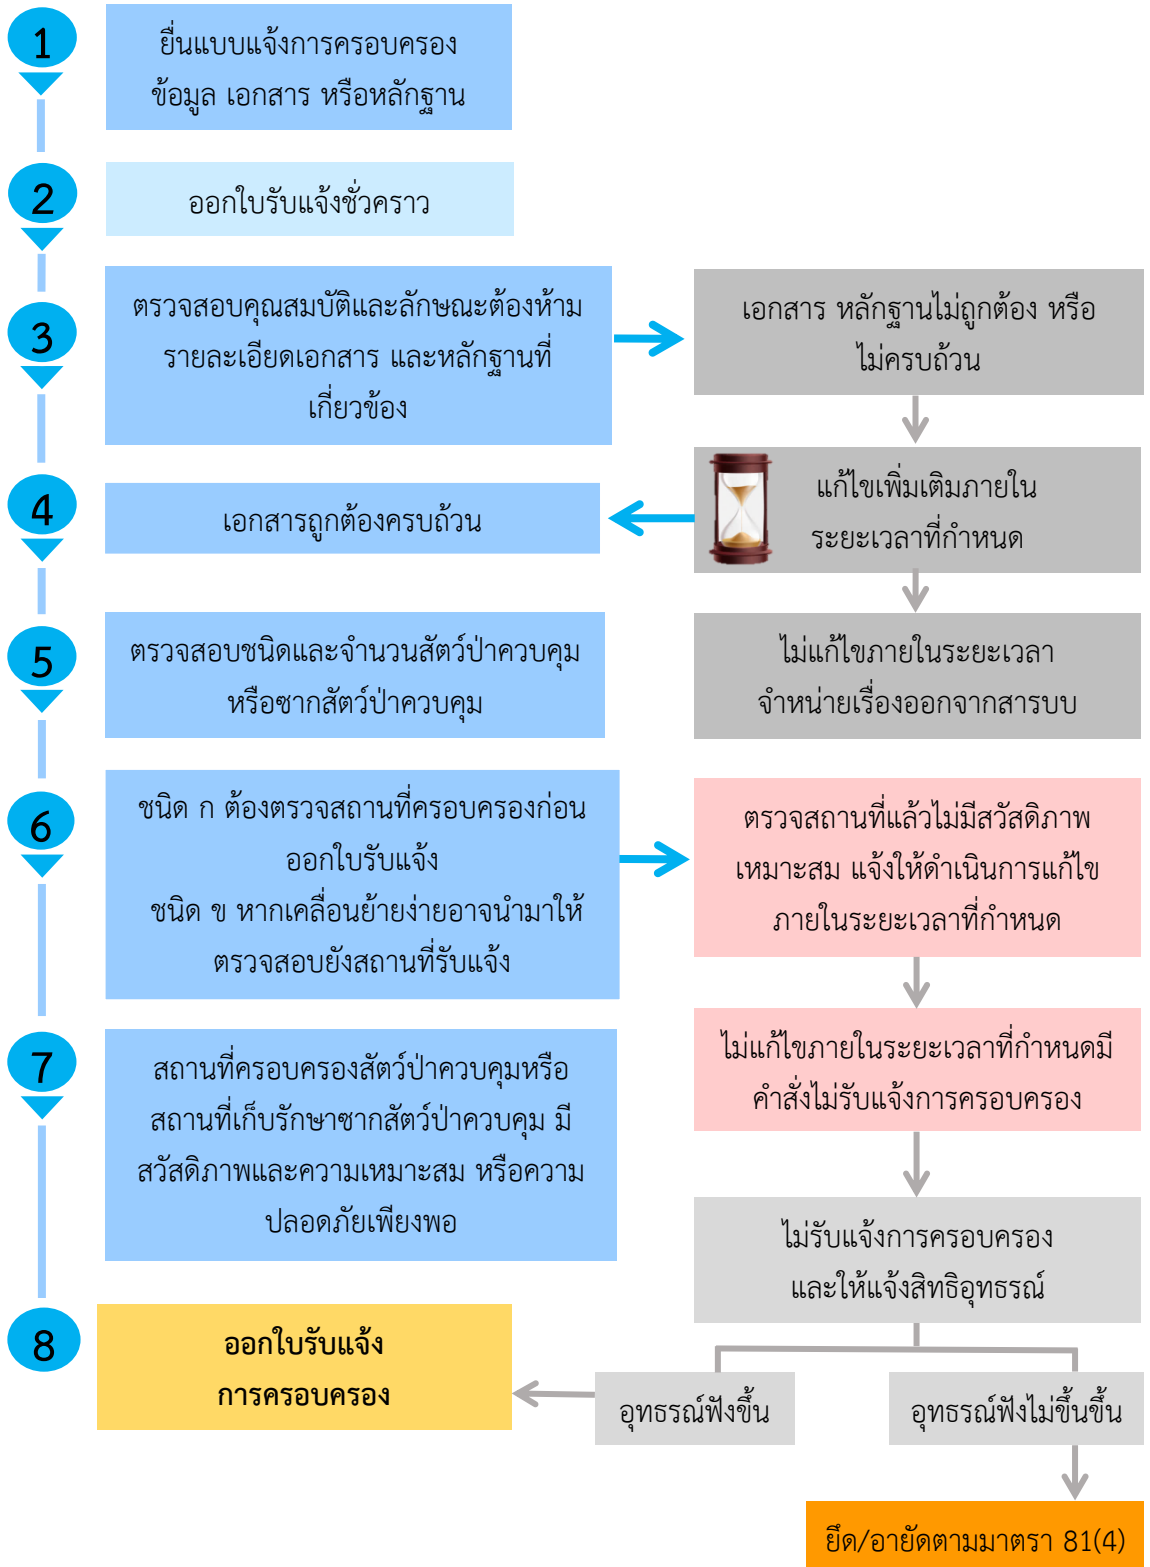 1
ยื่นแบบแจ้งการครอบครอง
ข้อมูล เอกสาร หรือหลักฐาน
2
ออกใบรับแจ้งชั่วคราว
3
ตรวจสอบคุณสมบัติและลักษณะต้องห้าม
รายละเอียดเอกสาร และหลักฐานที่
เกี่ยวข้อง
เอกสาร หลักฐานไม่ถูกต้อง หรือ
ไม่ครบถ้วน
แก้ไขเพิ่มเติมภายใน
ระยะเวลาที่กำหนด
4
เอกสารถูกต้องครบถ้วน
ไม่แก้ไขภายในระยะเวลา
จำหน่ายเรื่องออกจากสารบบ
5
ตรวจสอบชนิดและจำนวนสัตว์ป่าควบคุม
หรือซากสัตว์ป่าควบคุม
6
ชนิด ก ต้องตรวจสถานที่ครอบครองก่อน
ออกใบรับแจ้ง
ชนิด ข หากเคลื่อนย้ายง่ายอาจนำมาให้
ตรวจสอบยังสถานที่รับแจ้ง
ตรวจสถานที่แล้วไม่มีสวัสดิภาพ
เหมาะสม แจ้งให้ดำเนินการแก้ไข
ภายในระยะเวลาที่กำหนด
ไม่แก้ไขภายในระยะเวลาที่กำหนดมี
คำสั่งไม่รับแจ้งการครอบครอง
7
สถานที่ครอบครองสัตว์ป่าควบคุมหรือ
สถานที่เก็บรักษาซากสัตว์ป่าควบคุม มี
สวัสดิภาพและความเหมาะสม หรือความ
ปลอดภัยเพียงพอ
ไม่รับแจ้งการครอบครอง
และให้แจ้งสิทธิอุทธรณ์
8
ออกใบรับแจ้ง
การครอบครอง
อุทธรณ์ฟังขึ้น
อุทธรณ์ฟังไม่ขึ้นขึ้น
ยึด/อายัดตามมาตรา 81(4)